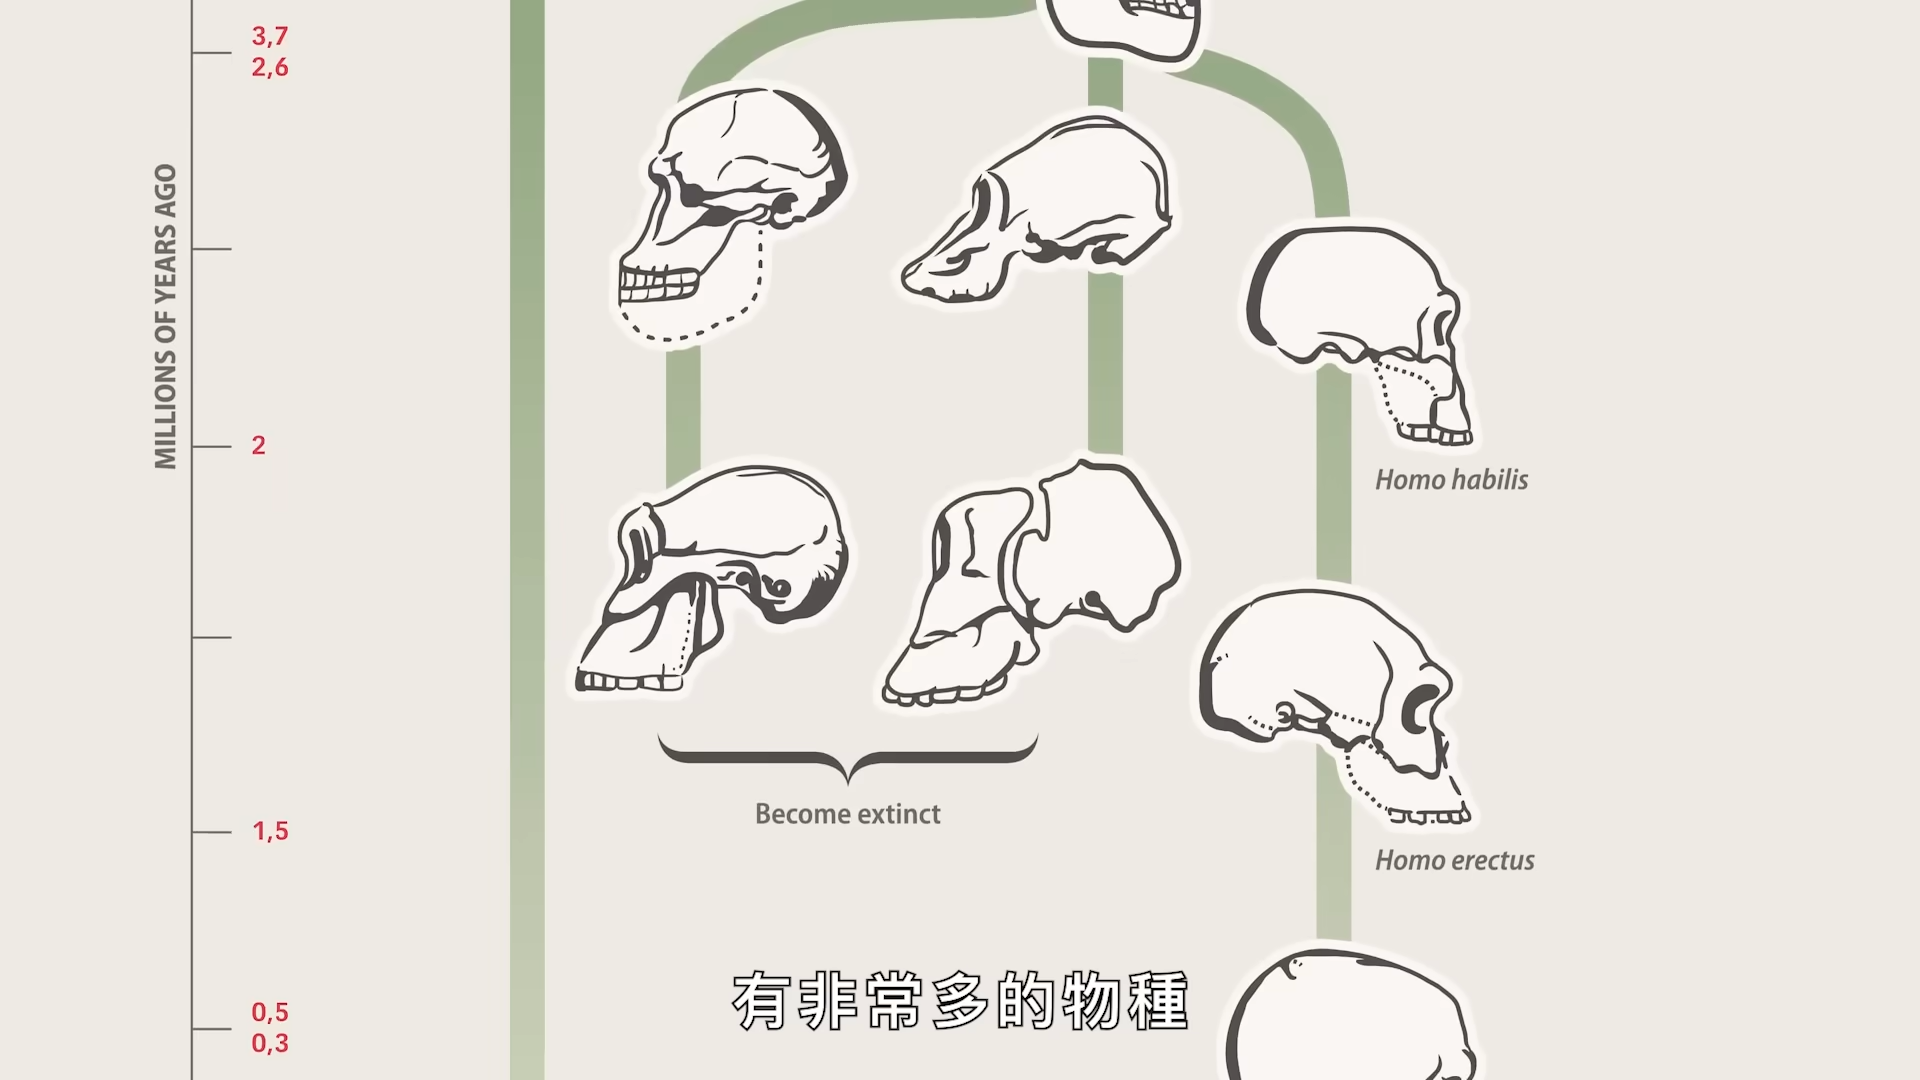 3,7
2,6
MILLIONS OF YEARS AGO
2
Homo habilis
Become extinct
1,5
Homo erectus
有非常多的物種
0,5
0,3